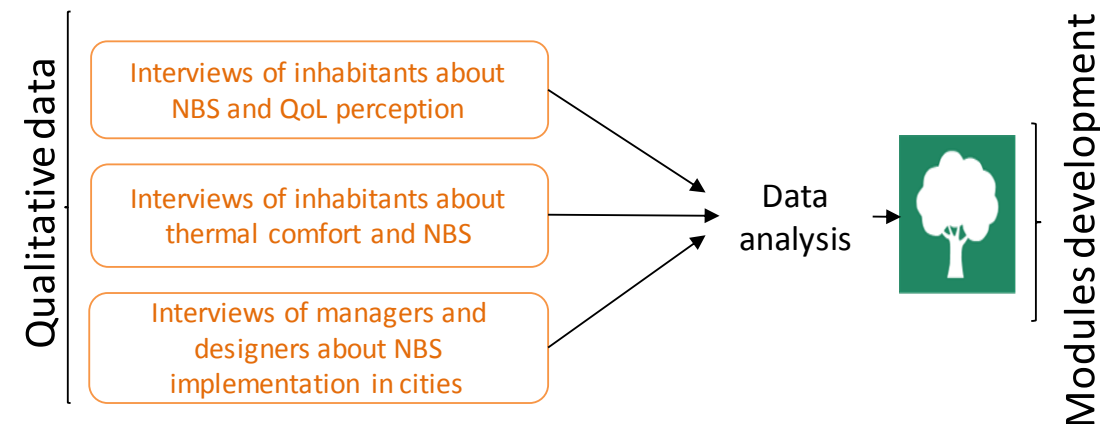 Qualitative data
Interviews of inhabitants about
NBS and QoL perception
Interviews of inhabitants about
thermal comfort and NBS
Interviews of managers and
designers about NBS
implementation in cities
Data
analysis
Modules development